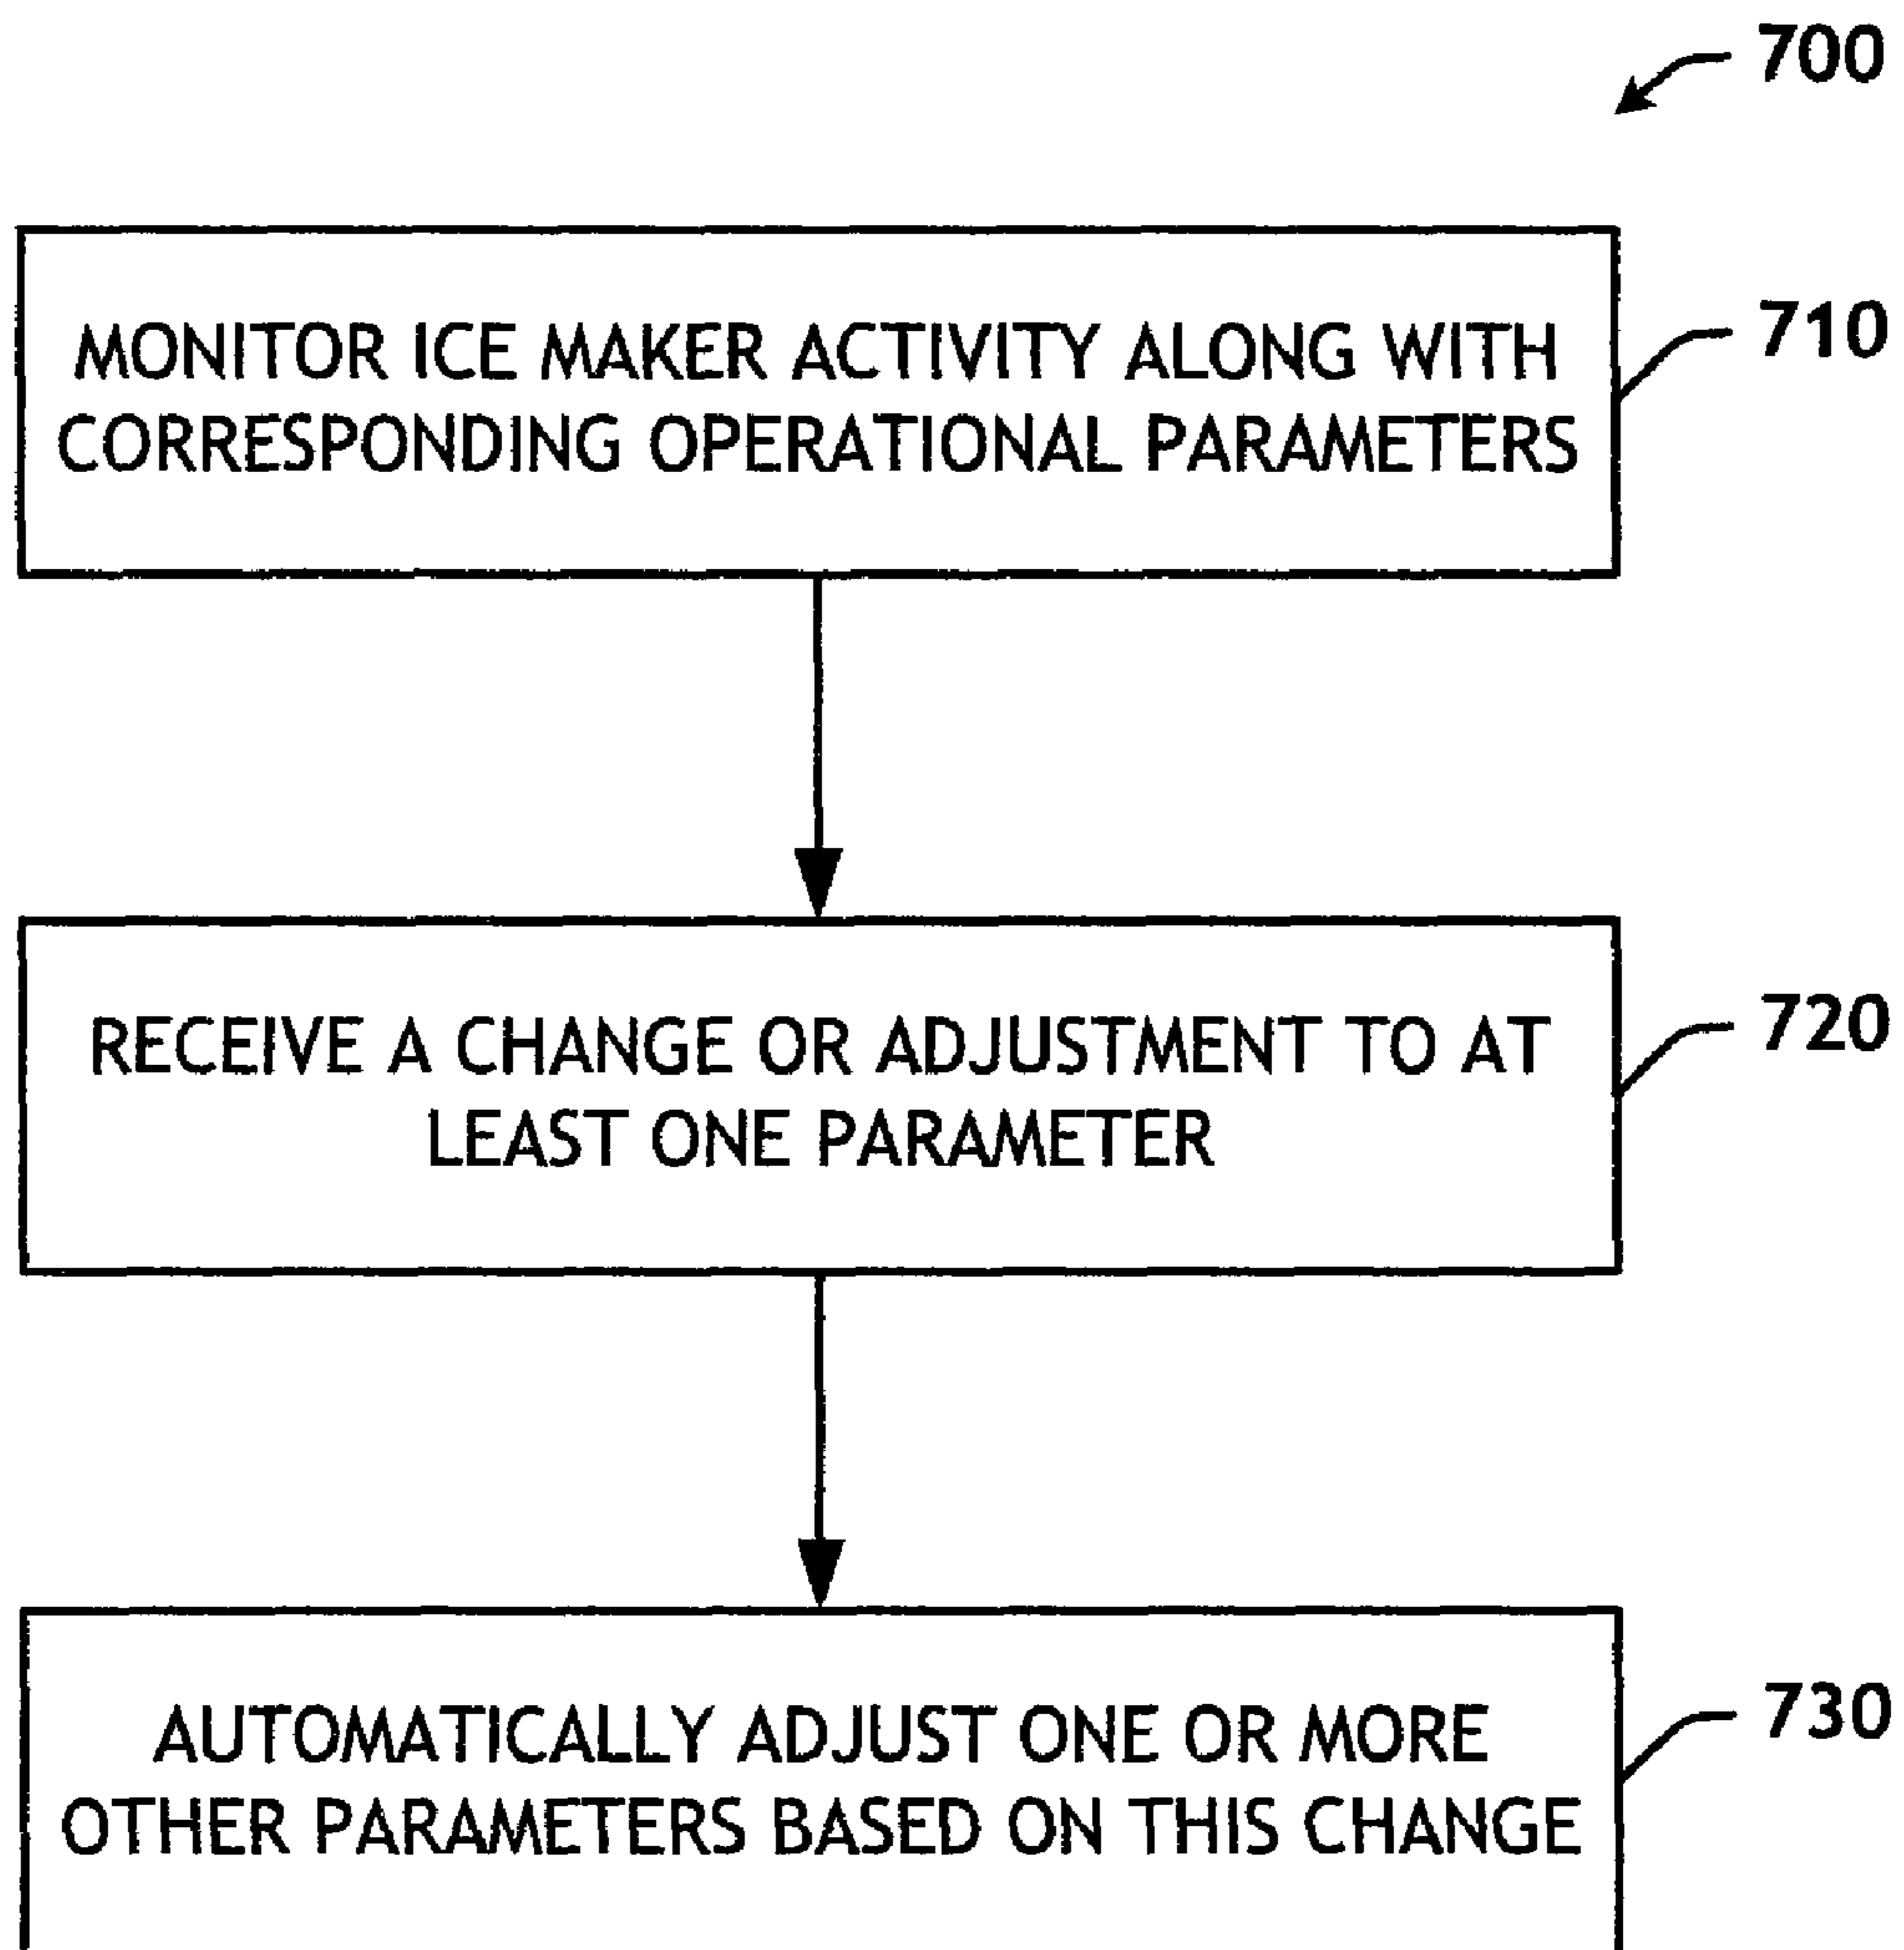 700
MONITOR ICE MAKER ACTIVITY ALONG WITH
CORRESPONDING OPERATIONAL PARAMETERS
710
RECEIVE A CHANGE OR ADJUSTMENT TO AT
LEAST ONE PARAMETER
720
AUTOMATICALLY ADJUST ONE OR MORE
OTHER PARAMETERS BASED ON THIS CHANGE
730